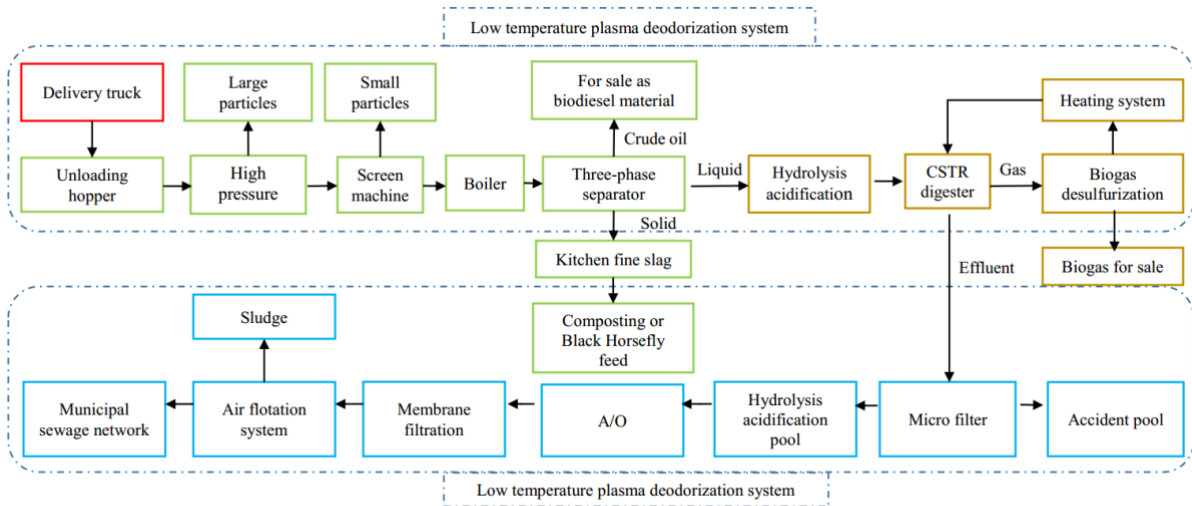 Low temperature plasma deodorization system
Delivery truck
Large
particles
Small
particles
For sale as
biodiesel material
Heating system
Crude oil
Unloading
hopper
High
pressure
Screen
machine
Boiler
Three-phase
separator
Liquid
Hydrolysis
acidification
CSTR
digester
Gas
Biogas
desulfurization
Solid
Kitchen fine slag
Effluent
Biogas for sale
Sludge
Composting or
Black Horsefly
feed
Municipal
sewage network
Air flotation
system
Membrane
filtration
A/O
Hydrolysis
acidification
pool
Micro filter
Accident pool
Low temperature plasma deodorization system